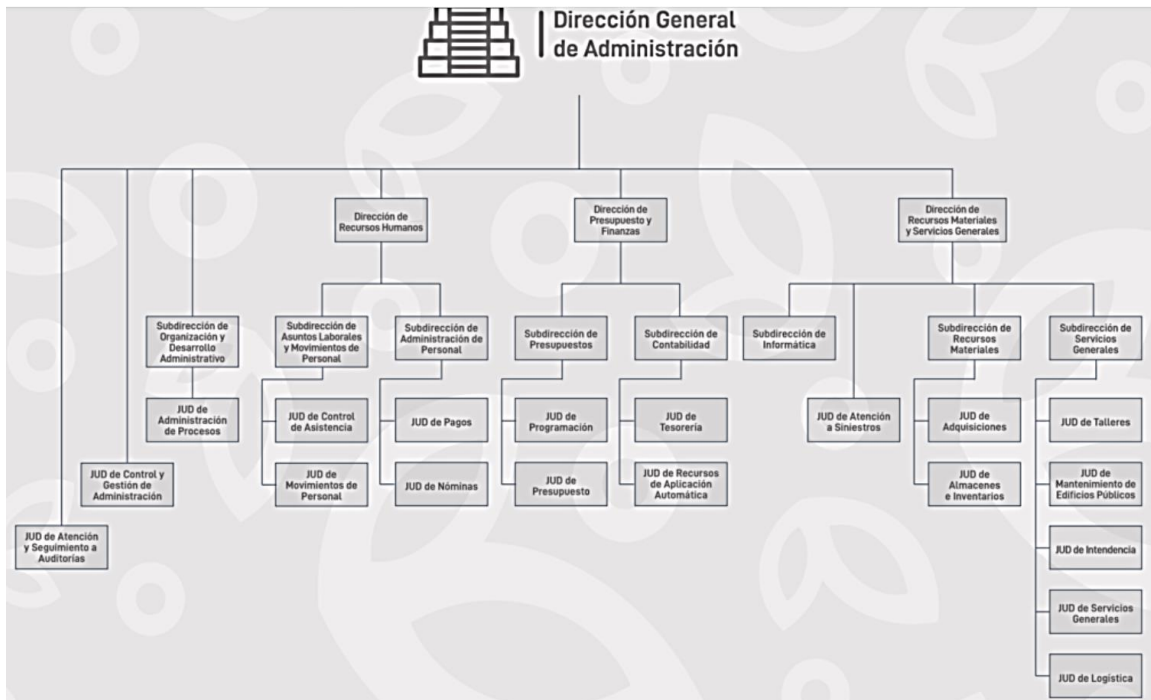 Dirección General
de Administración
Dirección de
Recursos Humanos
Dirección de
Presupuesto y
Finanzas
Dirección de
Recursos Materiales
y Servicios Generales
Subdirección de
Organización y
Desarrollo
Administrativo
Subdirección de
Asuntos Laborales
y Movimientos de
Personal
Subdirección de
Administración de
Personal
Subdirección de
Presupuestos
Subdirección de
Contabilidad
Subdirección de
Informática
Subdirección de
Recursos
Materiales
Subdirección de
Servicios
Generales
JUD de
Administración
de Procesos
JUD de Control
de Asistencia
JUD de Pagos
JUD de
Programación
JUD de
Tesorería
JUD de Atención
a Siniestros
JUD de
Adquisiciones
JUD de Talleres
JUD de Control y
Gestión de
Administración
JUD de
Movimientos de
Personal
JUD de Nóminas
JUD de
Presupuesto
JUD de Recursos
de Aplicación
Automática
JUD de
Almacenes
e Inventarios
JUD de
Mantenimiento de
Edificios Públicos
JUD de Atención
y Seguimiento a
Auditorías
JUD de Intendencia
JUD de Servicios
Generales
JUD de Logística